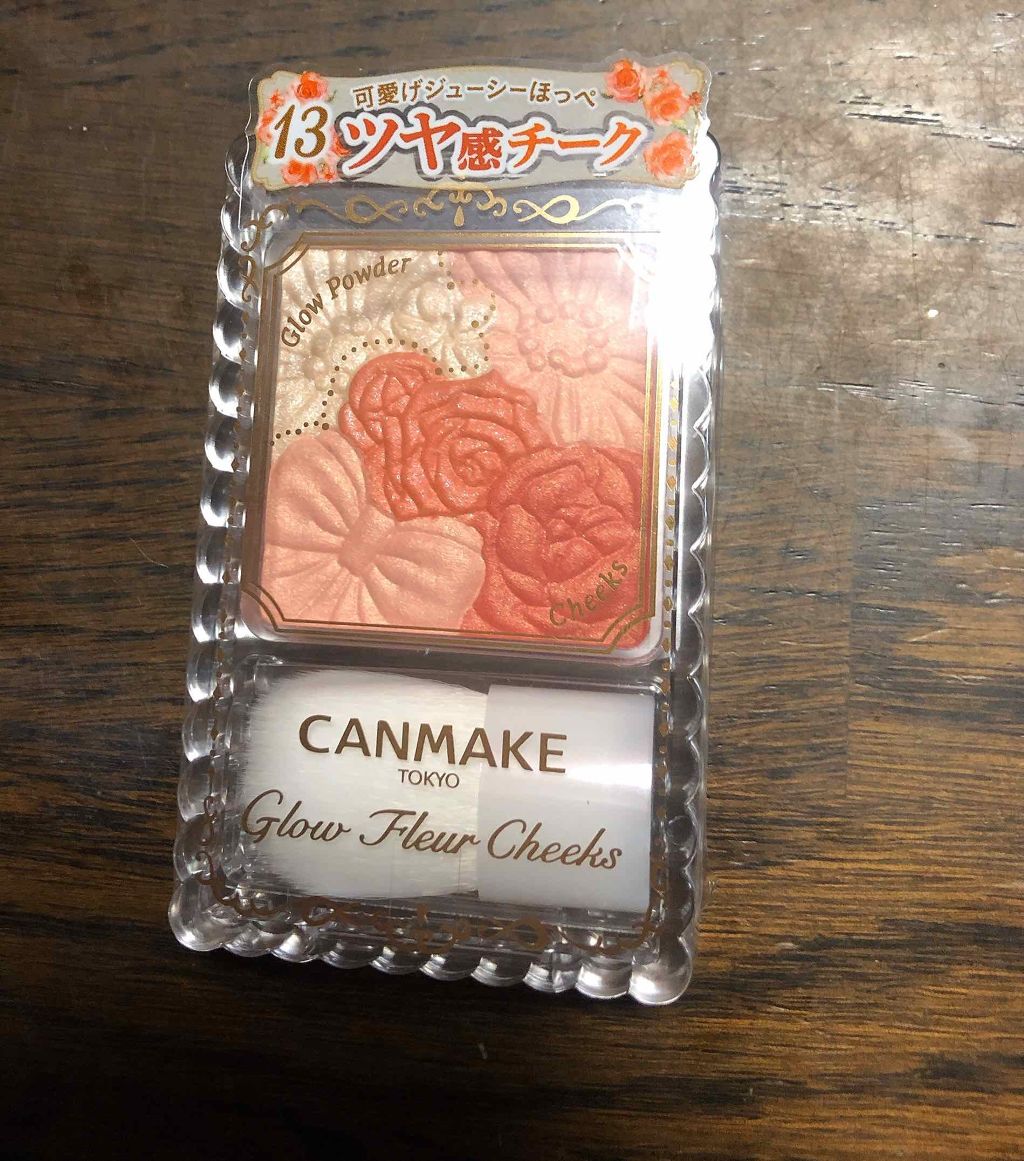 可愛げジューシーほっぺ
13 ツヤ感チーク
Glow Powder
Cheeks
CANMAKE
TOKYO
Glow Fleur Cheeks